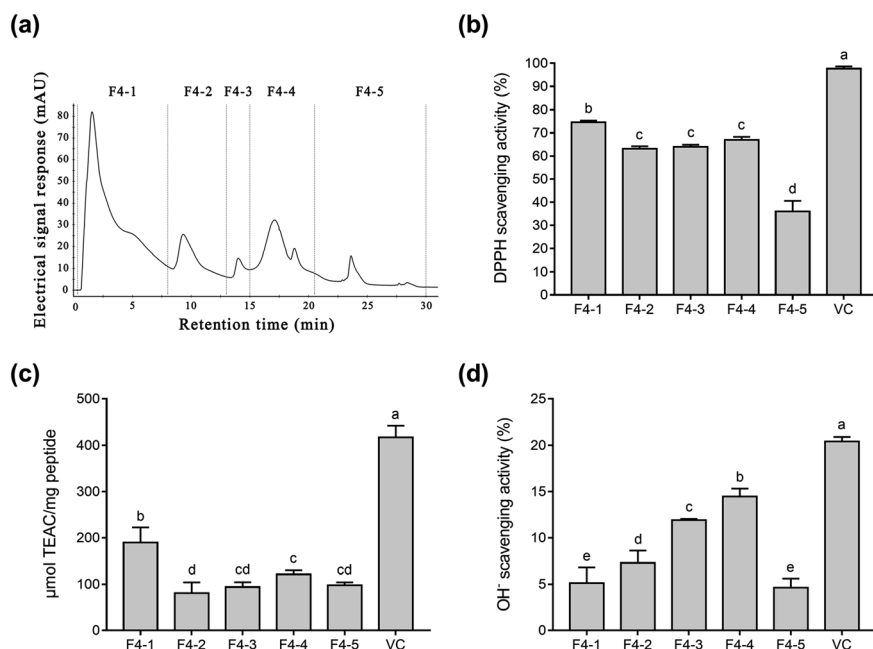 (a)
F4-1 F4-2 F4-3 F4-4 F4-5
Electrical signal response (mAU)
80
60
50
40
30
20
10
0
0 5 10 15 20 25 30
Retention time (min)
(b)
DPPH scavenging activity (%)
100
90
80
70
60
50
40
30
20
10
0
b c c c d a
F4-1 F4-2 F4-3 F4-4 F4-5 VC
(c)
μmol TEAC/mg peptide
500
400
300
200
100
0
b d cd c cd a
F4-1 F4-2 F4-3 F4-4 F4-5 VC
(d)
OH⁻ scavenging activity (%)
25
20
15
10
5
0
e d c b e a
F4-1 F4-2 F4-3 F4-4 F4-5 VC